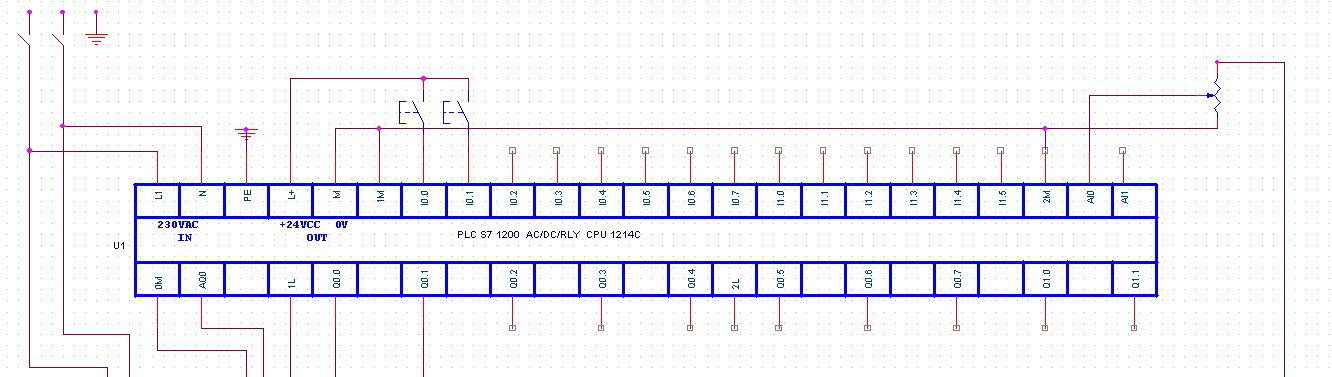 L1 N PE L+ M 1M I0.0 I0.1 I0.2 I0.3 I0.4 I0.5 I0.6 I0.7 I1.0 I1.1 I1.2 I1.3 I1.4 I1.5 2M AI0 AI1
230VAC +24VCC 0V
IN OUT
PLC S7 1200 AC/DC/RLY CPU 1214C
U1
0M AQ0 1L Q0.0 Q0.1 Q0.2 Q0.3 Q0.4 2L Q0.5 Q0.6 Q0.7 Q1.0 Q1.1